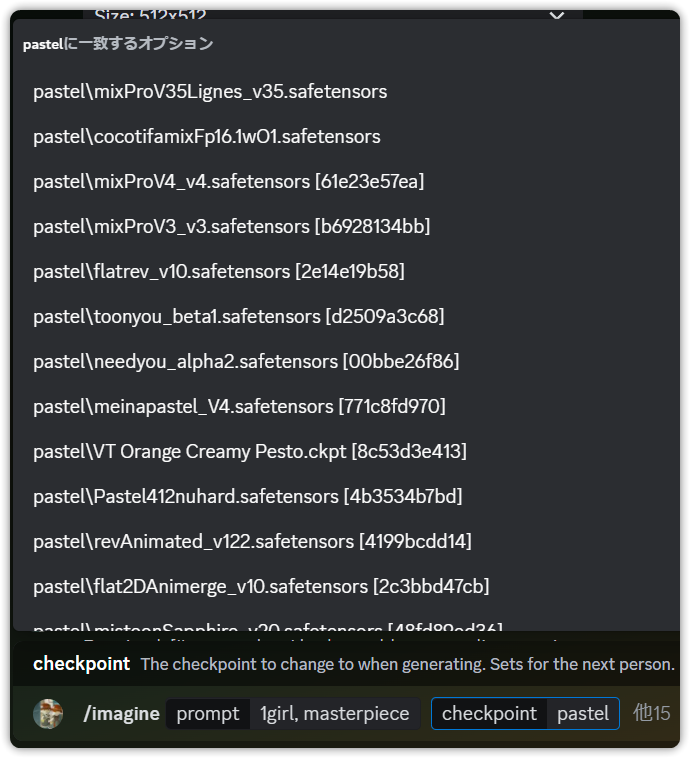 Size: 512x512
pastelに一致するオプション
pastel\mixProV35Lignes_v35.safetensors
pastel\cocotifamixFp16.1wO1.safetensors
pastel\mixProV4_v4.safetensors [61e23e57ea]
pastel\mixProV3_v3.safetensors [b6928134bb]
pastel\flatrev_v10.safetensors [2e14e19b58]
pastel\toonyou_beta1.safetensors [d2509a3c68]
pastel\needyou_alpha2.safetensors [00bbe26f86]
pastel\meinapastel_V4.safetensors [771c8fd970]
pastel\VT Orange Creamy Pesto.ckpt [8c53d3e413]
pastel\Pastel412nuhard.safetensors [4b3534b7bd]
pastel\revAnimated_v122.safetensors [4199bcdd14]
pastel\flat2DAnimerge_v10.safetensors [2c3bbd47cb]
pastel\mistoonSapphire_v20.safetensors [48fd89ed36]
checkpoint The checkpoint to change to when generating. Sets for the next person.
/imagine prompt 1girl, masterpiece checkpoint pastel 他15